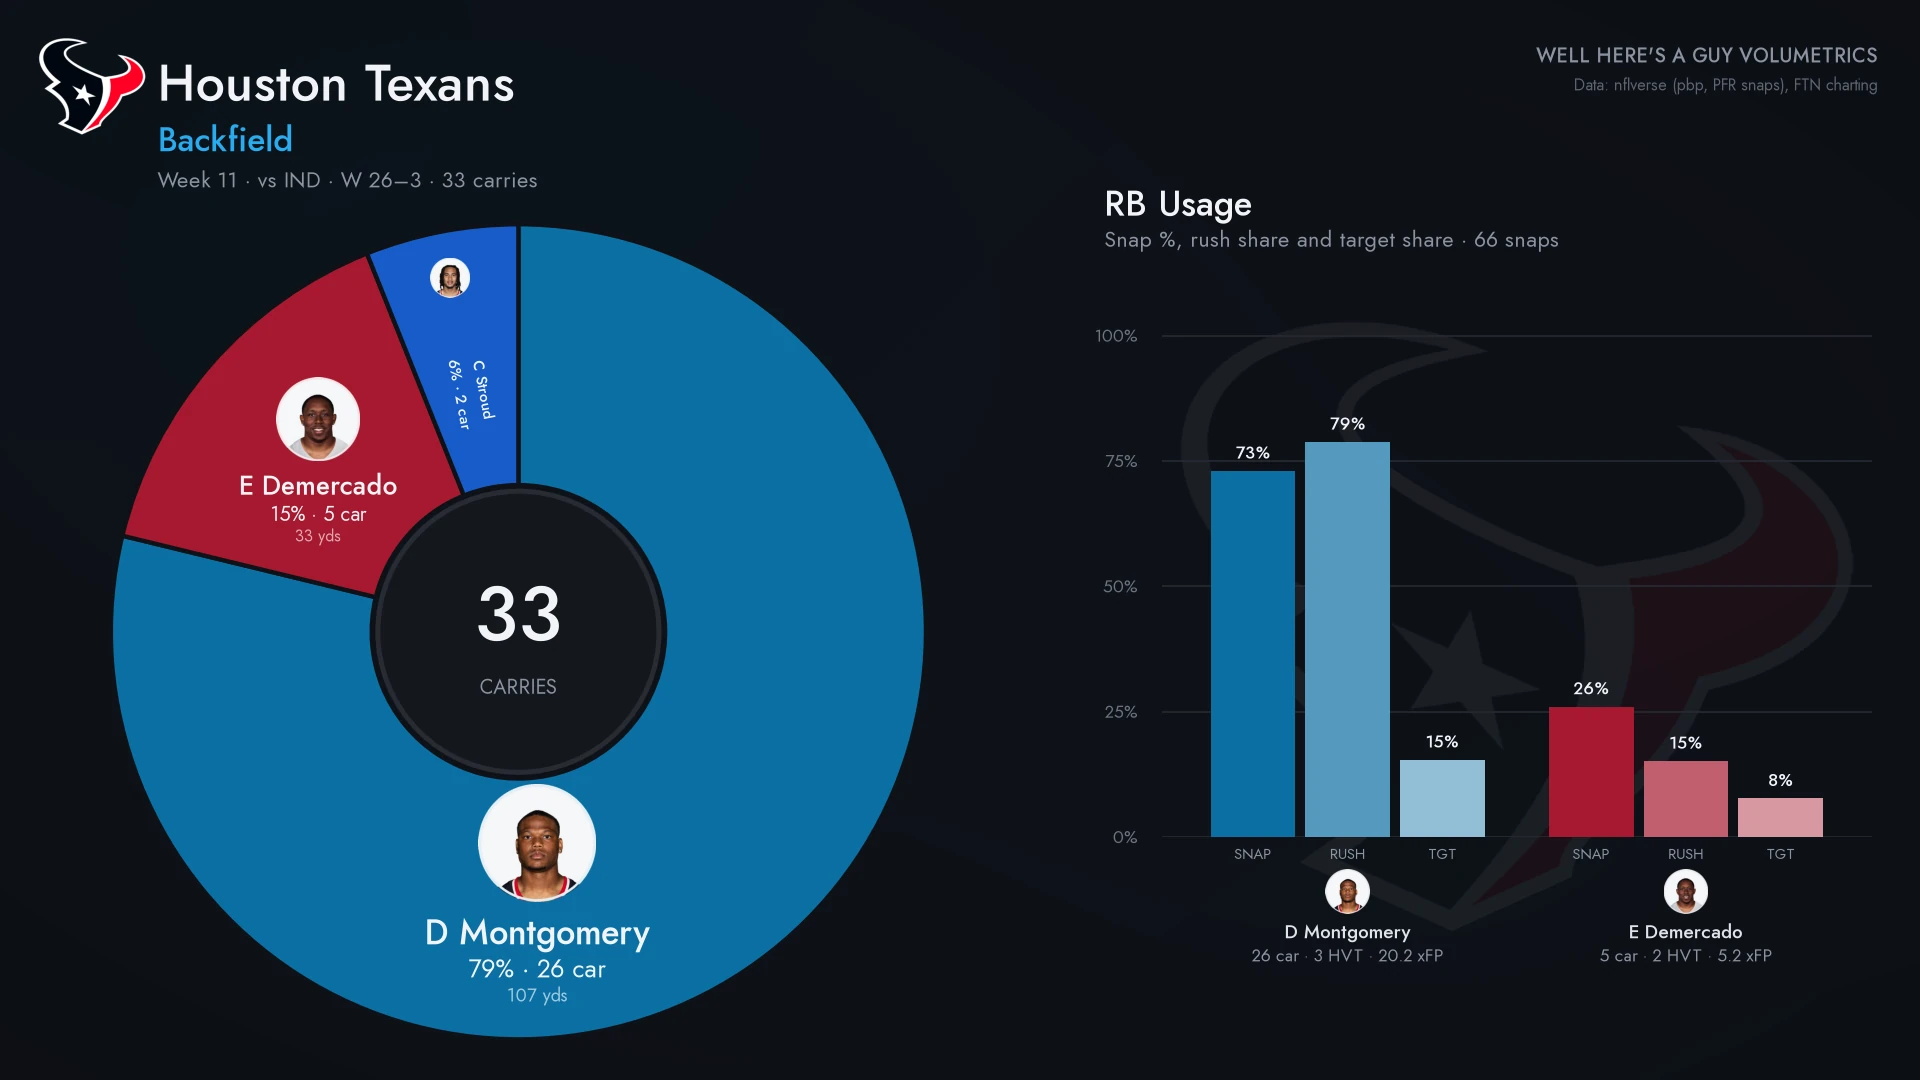 Houston Texans
Backfield
Week 11 · vs IND · W 26–3 · 33 carries
WELL HERE'S A GUY VOLUMETRICS
Data: nflverse (pbp, PFR snaps), FTN charting
C Stroud
6% · 2 car
E Demercado
15% · 5 car
33 yds
33
CARRIES
D Montgomery
79% · 26 car
107 yds
RB Usage
Snap %, rush share and target share · 66 snaps
100%
75%
50%
25%
0%
73%
79%
15%
26%
15%
8%
SNAP
RUSH
TGT
SNAP
RUSH
TGT
D Montgomery
26 car · 3 HVT · 20.2 xFP
E Demercado
5 car · 2 HVT · 5.2 xFP